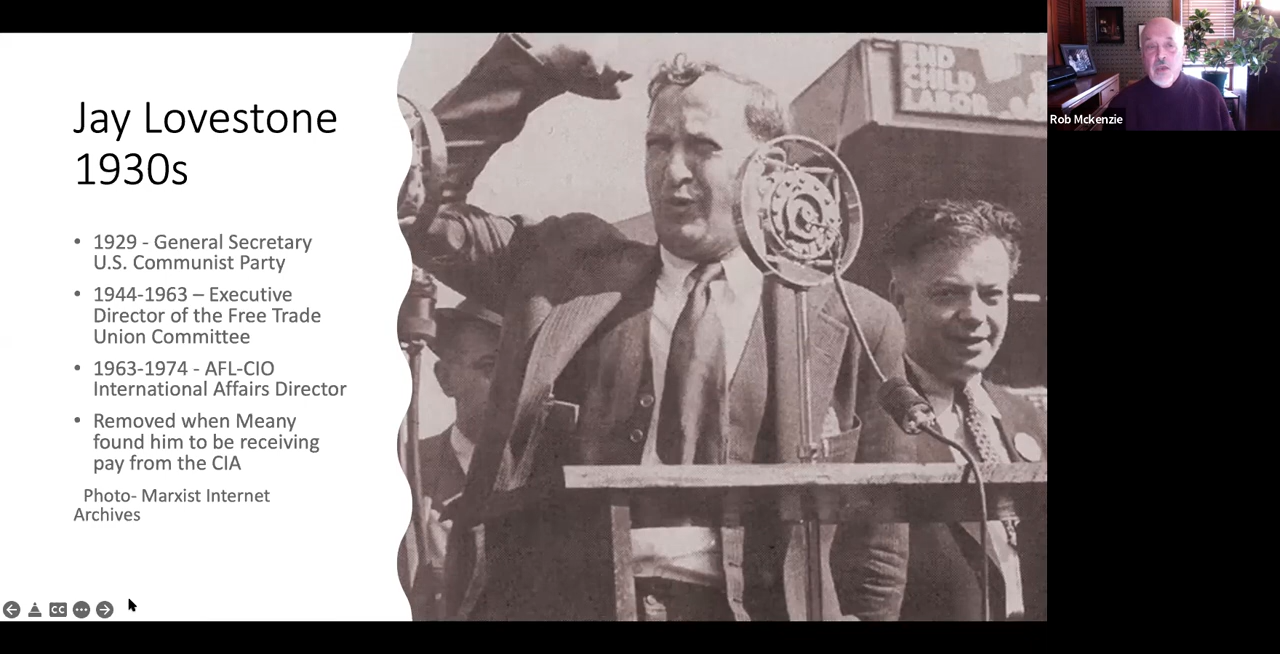 Jay Lovestone
1930s
• 1929 - General Secretary
U.S. Communist Party
• 1944-1963 – Executive
Director of the Free Trade
Union Committee
• 1963-1974 - AFL-CIO
International Affairs Director
• Removed when Meany
found him to be receiving
pay from the CIA
Photo- Marxist Internet
Archives
END
CHILD
LABOR
Rob Mckenzie
CC